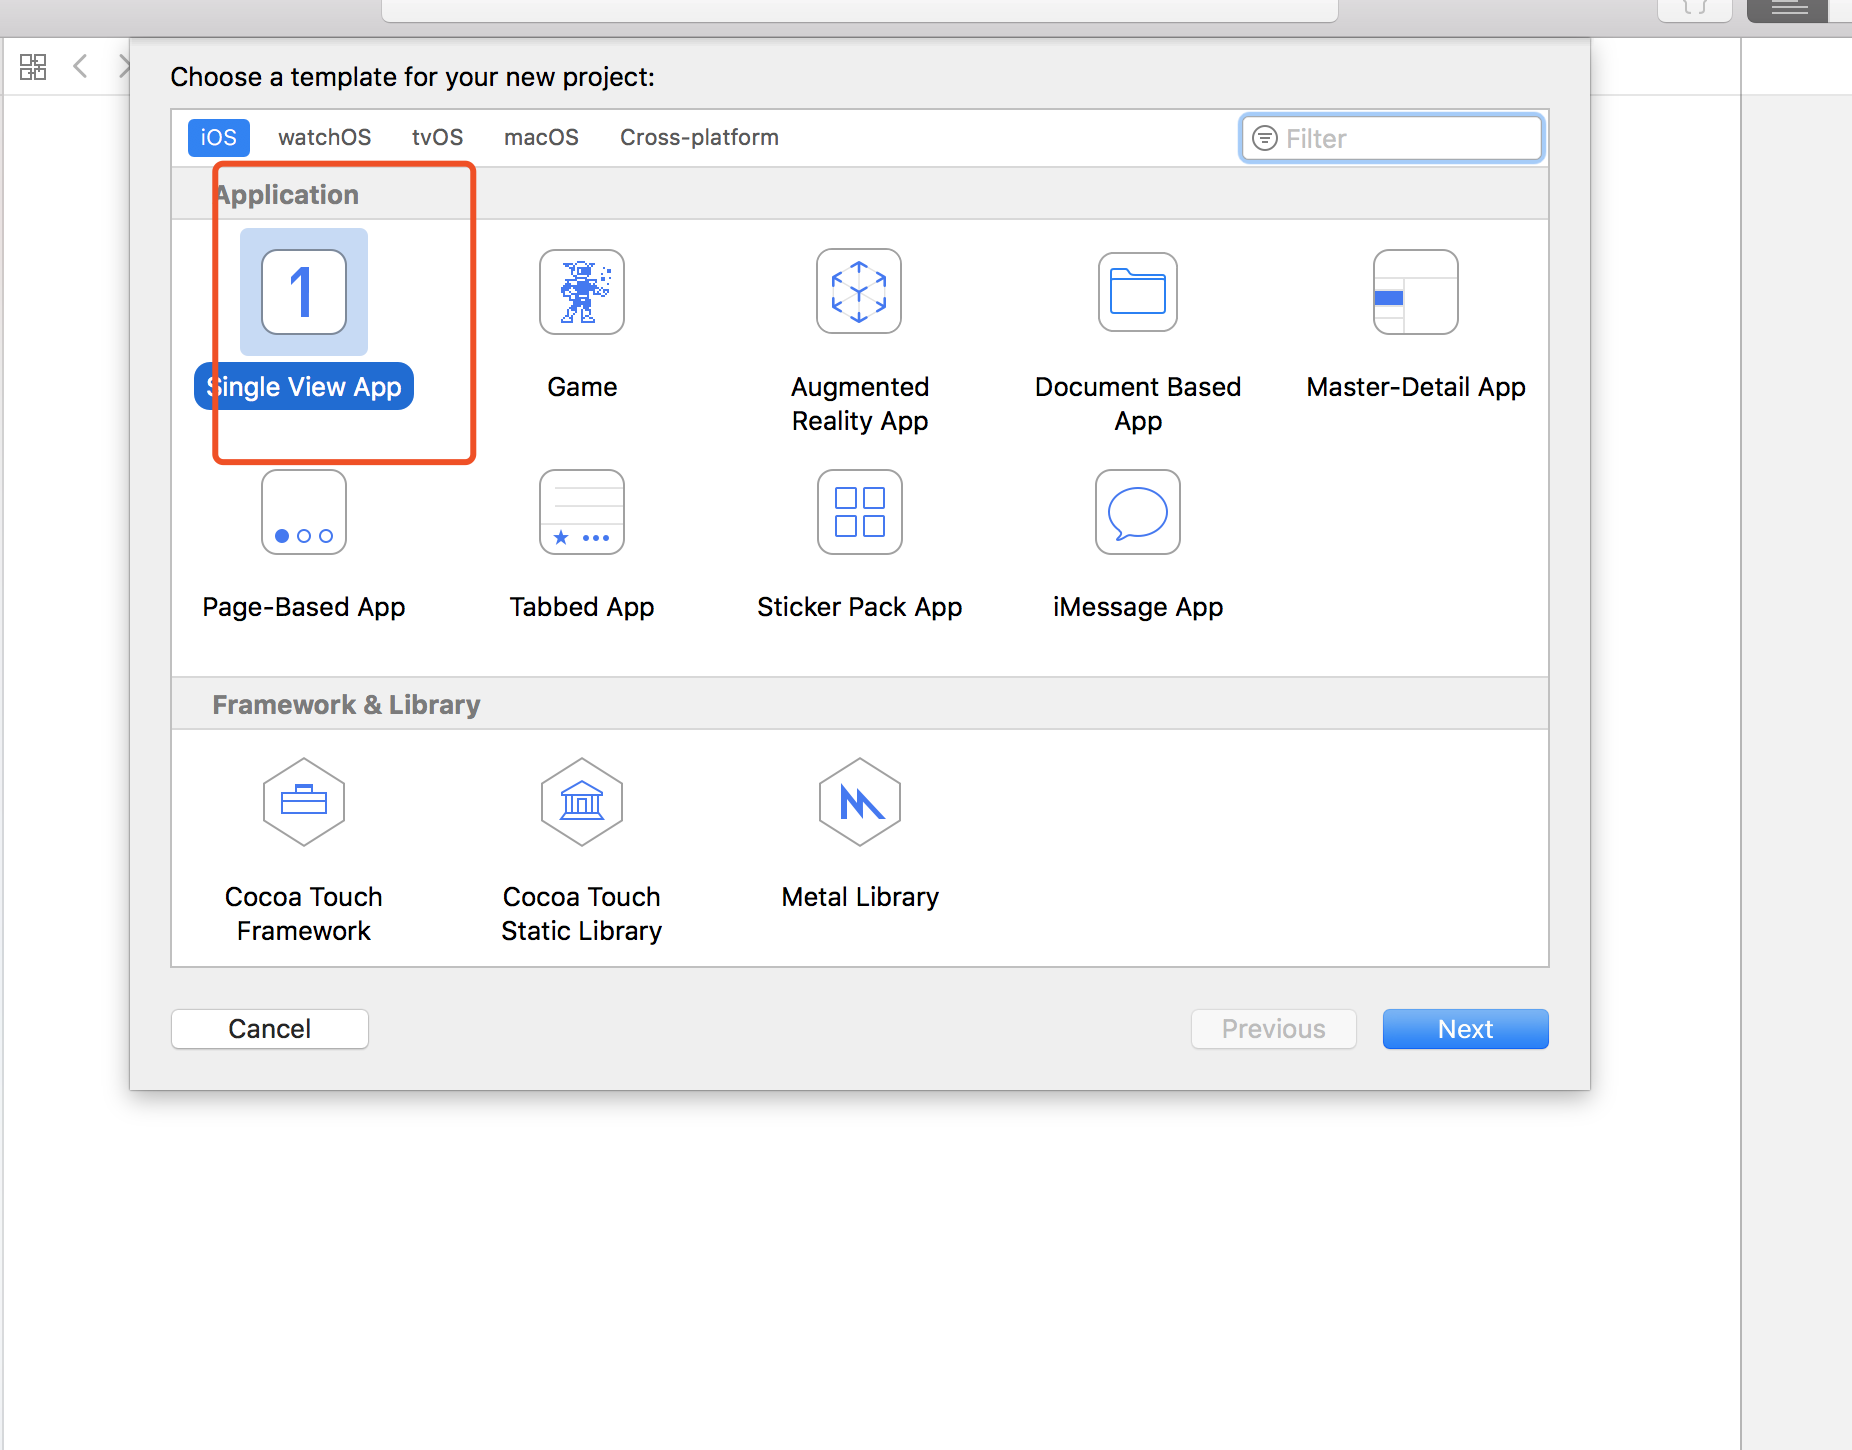 Choose a template for your new project:
iOS watchOS tvOS macOS Cross-platform Filter
Application
1
Single View App
Game
Augmented
Reality App
Document Based
App
Master-Detail App
Page-Based App
Tabbed App
Sticker Pack App
iMessage App
Framework & Library
Cocoa Touch
Framework
Cocoa Touch
Static Library
Metal Library
Cancel
Previous
Next